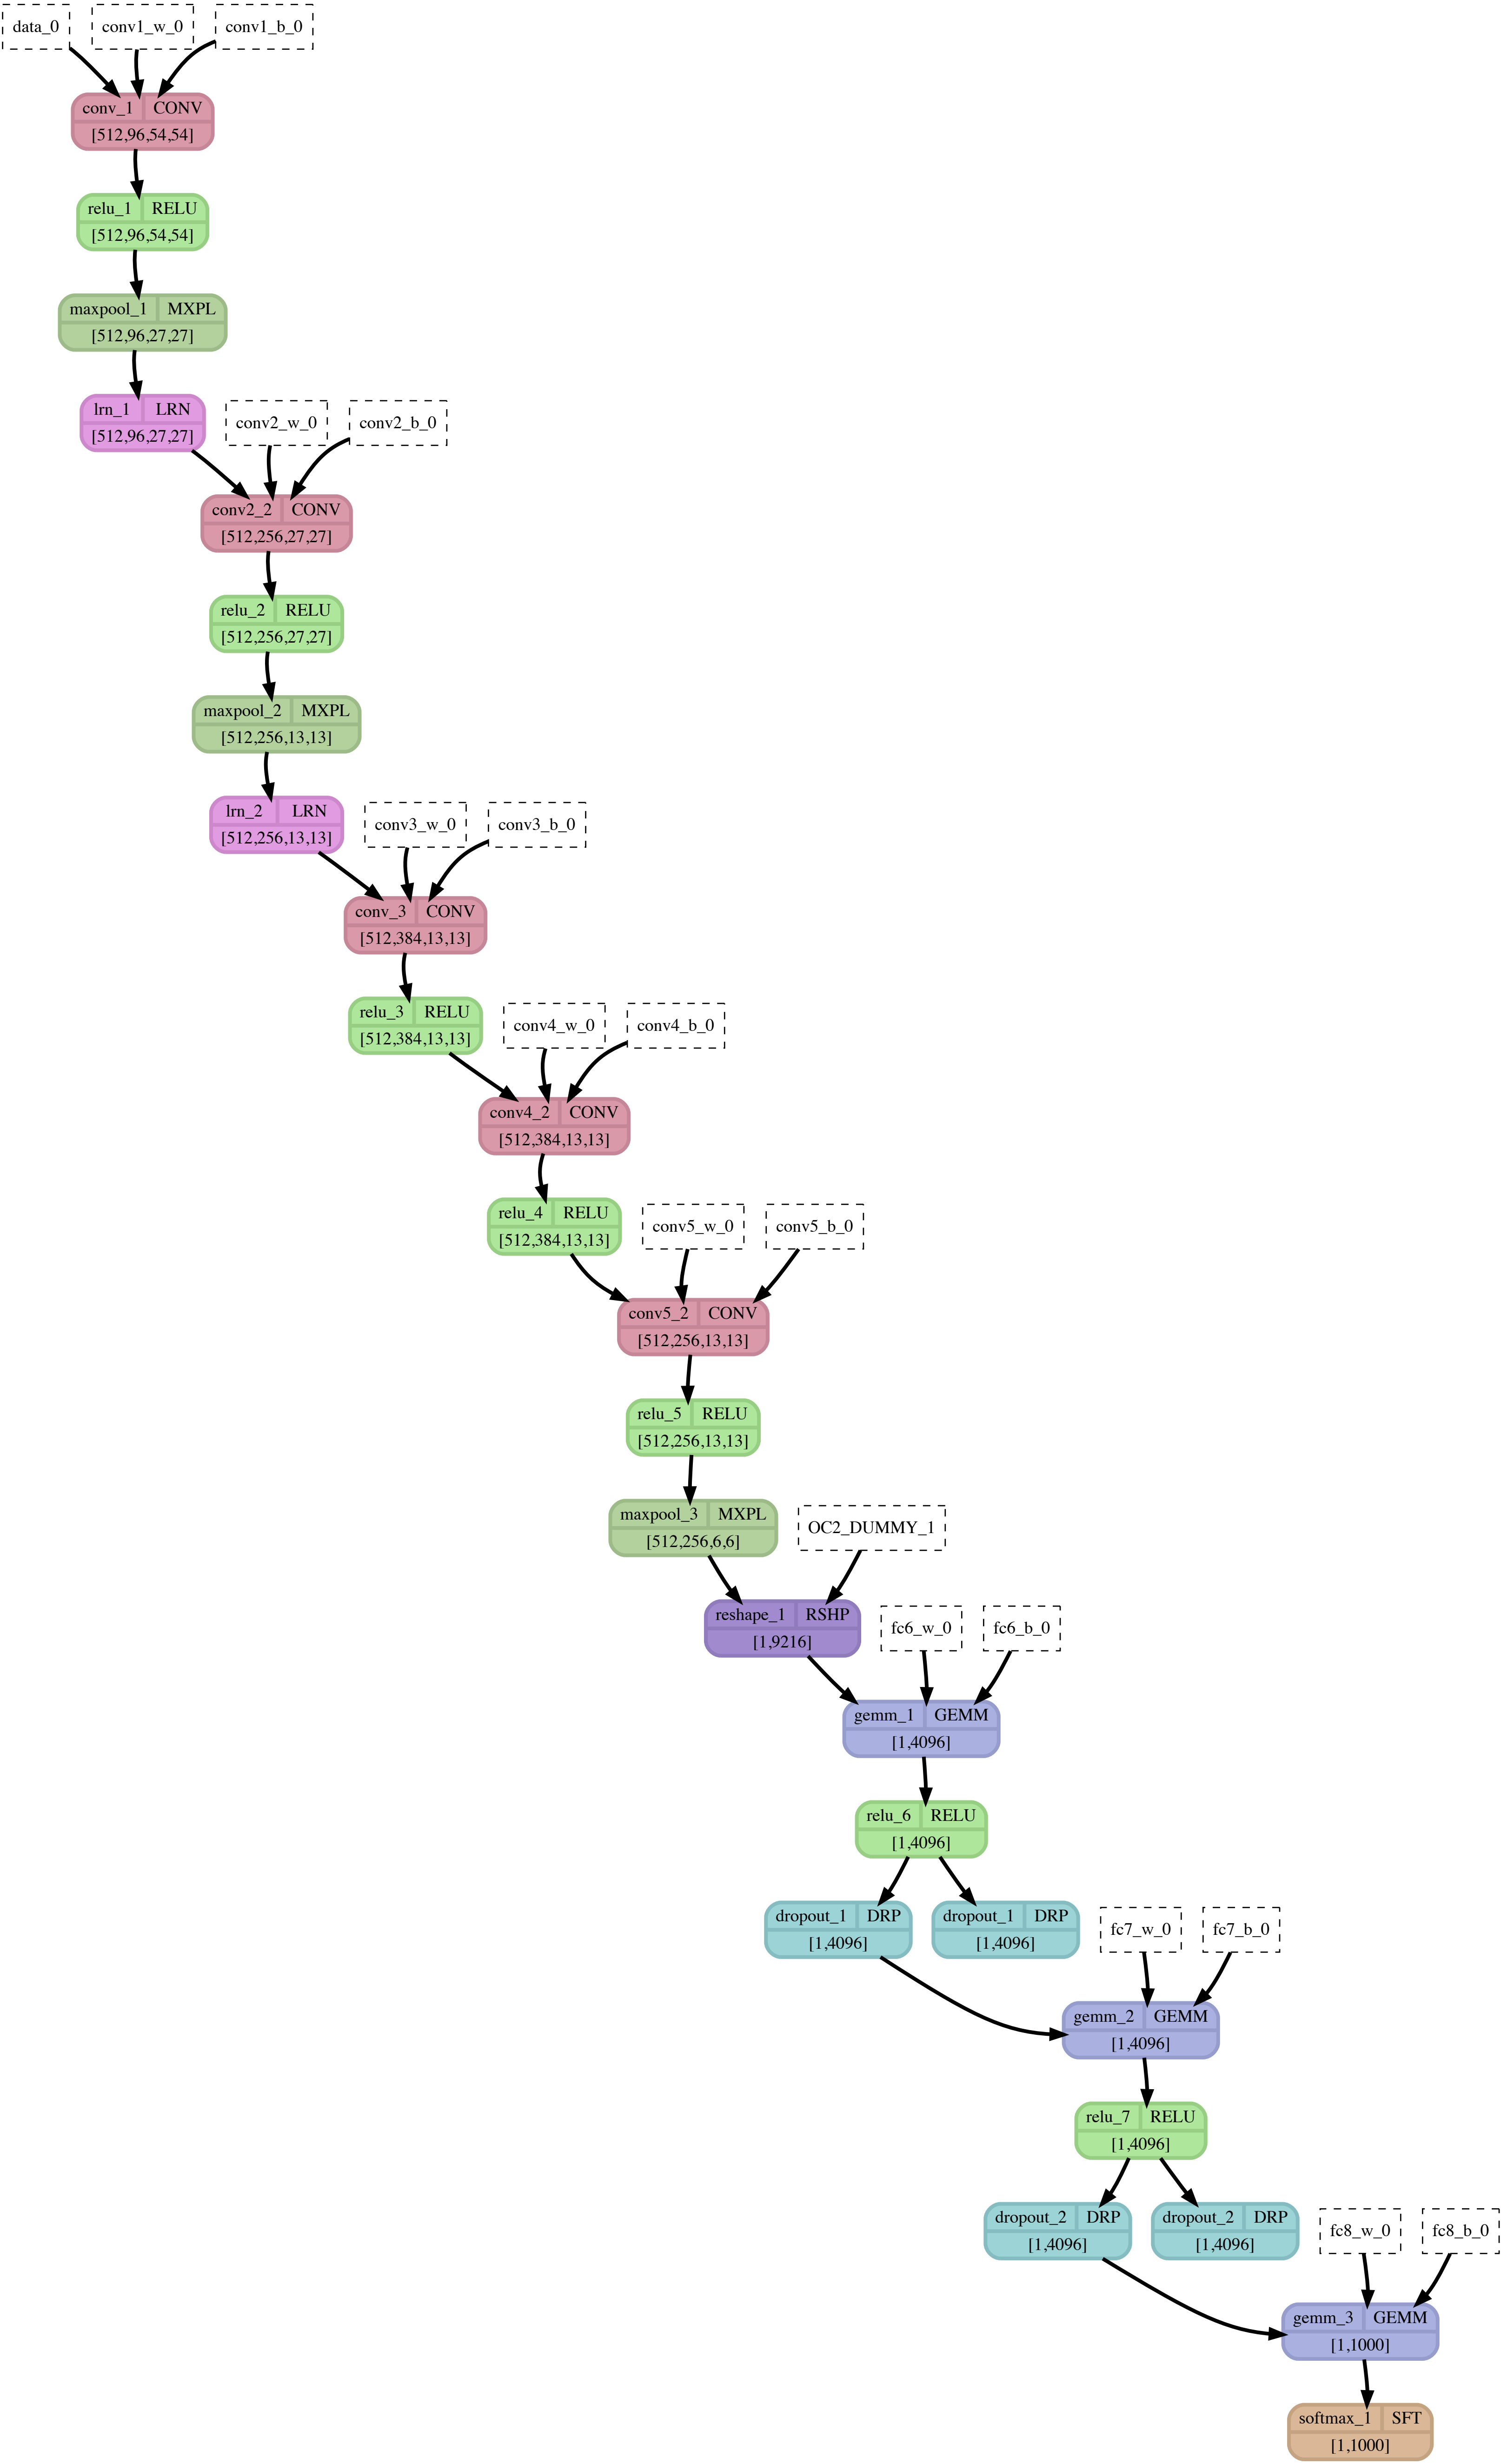 data_0 conv1_w_0 conv1_b_0
conv_1 CONV
[512,96,54,54]
relu_1 RELU
[512,96,54,54]
maxpool_1 MXPL
[512,96,27,27]
lrn_1 LRN
[512,96,27,27]
conv2_w_0 conv2_b_0
conv2_2 CONV
[512,256,27,27]
relu_2 RELU
[512,256,27,27]
maxpool_2 MXPL
[512,256,13,13]
lrn_2 LRN
[512,256,13,13]
conv3_w_0 conv3_b_0
conv_3 CONV
[512,384,13,13]
relu_3 RELU
[512,384,13,13]
conv4_w_0 conv4_b_0
conv4_2 CONV
[512,384,13,13]
relu_4 RELU
[512,384,13,13]
conv5_w_0 conv5_b_0
conv5_2 CONV
[512,256,13,13]
relu_5 RELU
[512,256,13,13]
maxpool_3 MXPL
[512,256,6,6]
OC2_DUMMY_1
reshape_1 RSHP
[1,9216]
fc6_w_0 fc6_b_0
gemm_1 GEMM
[1,4096]
relu_6 RELU
[1,4096]
dropout_1 DRP
[1,4096]
dropout_1 DRP
[1,4096]
fc7_w_0 fc7_b_0
gemm_2 GEMM
[1,4096]
relu_7 RELU
[1,4096]
dropout_2 DRP
[1,4096]
dropout_2 DRP
[1,4096]
fc8_w_0 fc8_b_0
gemm_3 GEMM
[1,1000]
softmax_1 SFT
[1,1000]